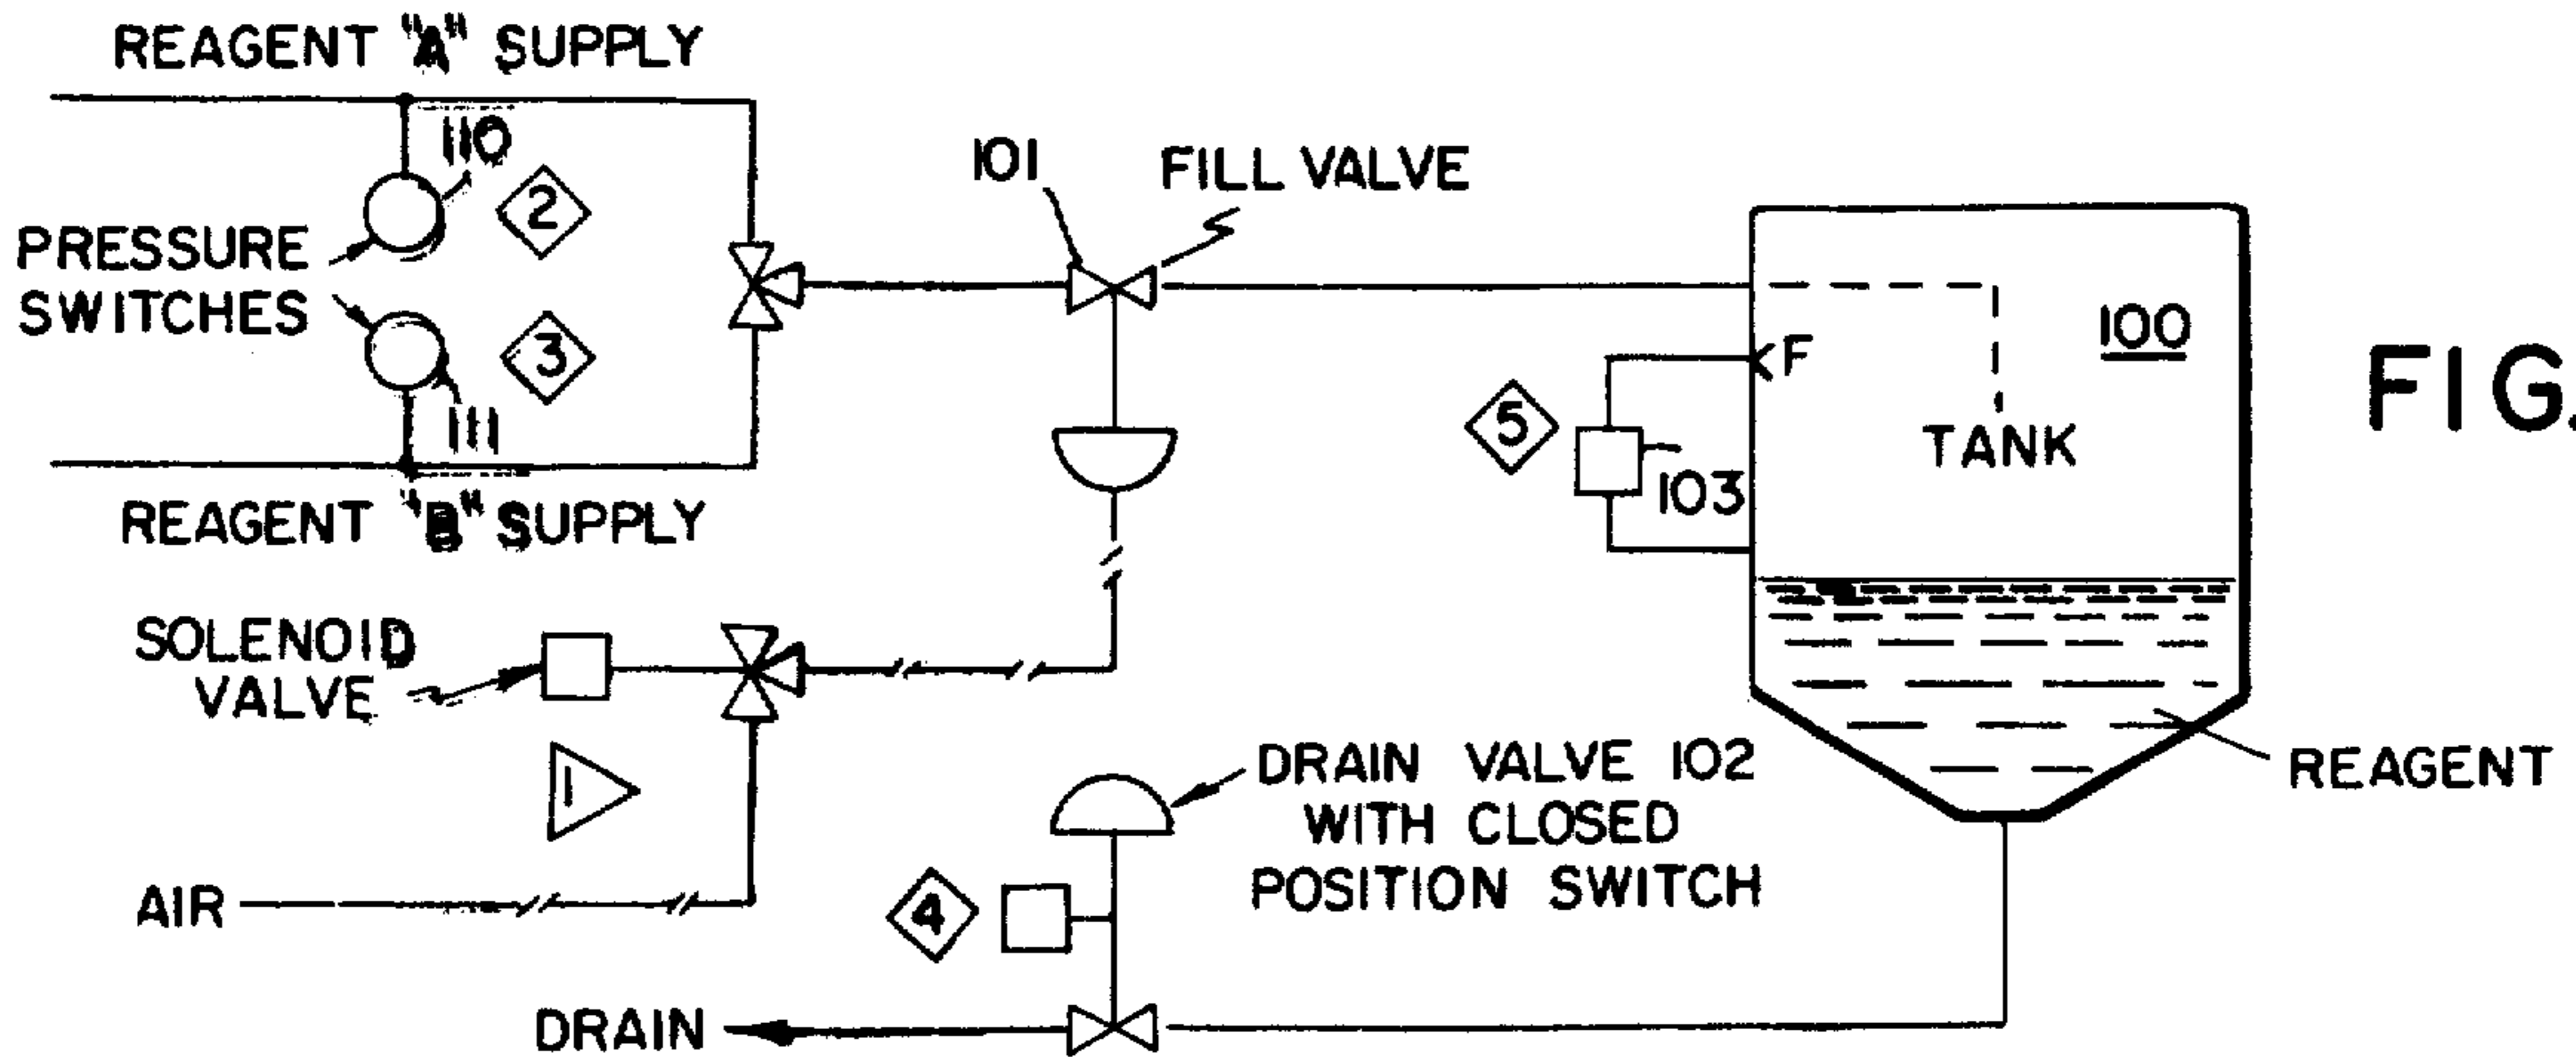 REAGENT "A" SUPPLY
110
2
PRESSURE
SWITCHES
3
111
REAGENT "B" SUPPLY
101
FILL VALVE
100
F
5
TANK
103
FIG.
SOLENOID
VALVE
1
REAGENT
DRAIN VALVE 102
WITH CLOSED
POSITION SWITCH
AIR
4
DRAIN